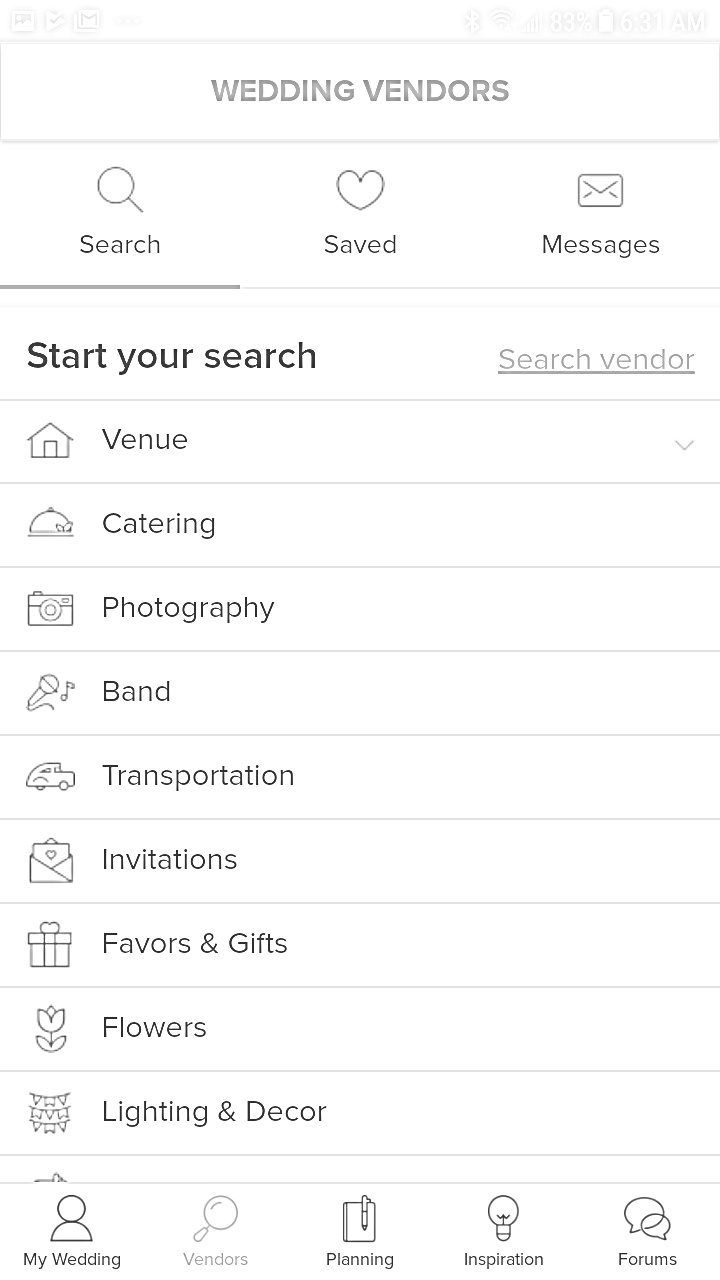 83% 6:31 AM
WEDDING VENDORS
Search Saved Messages
Start your search Search vendor
Venue
Catering
Photography
Band
Transportation
Invitations
Favors & Gifts
Flowers
Lighting & Decor
My Wedding Vendors Planning Inspiration Forums